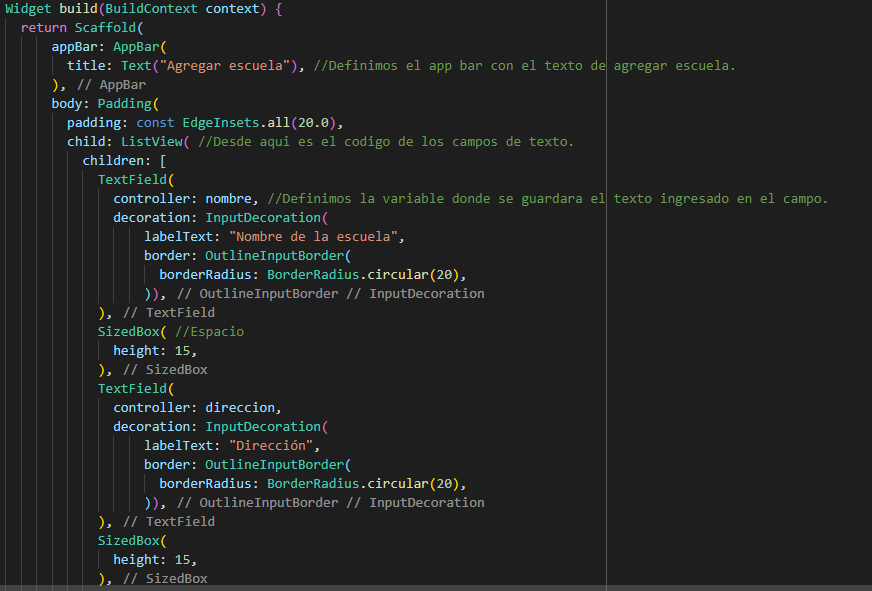 Widget build(BuildContext context) {
return Scaffold(
appBar: AppBar(
title: Text("Agregar escuela"), //Definimos el app bar con el texto de agregar escuela.
), // AppBar
body: Padding(
padding: const EdgeInsets.all(20.0),
child: ListView( //Desde aqui es el codigo de los campos de texto.
children: [
TextField(
controller: nombre, //Definimos la variable donde se guardara el texto ingresado en el campo.
decoration: InputDecoration(
labelText: "Nombre de la escuela",
border: OutlineInputBorder(
borderRadius: BorderRadius.circular(20),
)), // OutlineInputBorder // InputDecoration
), // TextField
SizedBox( //Espacio
height: 15,
), // SizedBox
TextField(
controller: direccion,
decoration: InputDecoration(
labelText: "Dirección",
border: OutlineInputBorder(
borderRadius: BorderRadius.circular(20),
)), // OutlineInputBorder // InputDecoration
), // TextField
SizedBox(
height: 15,
), // SizedBox